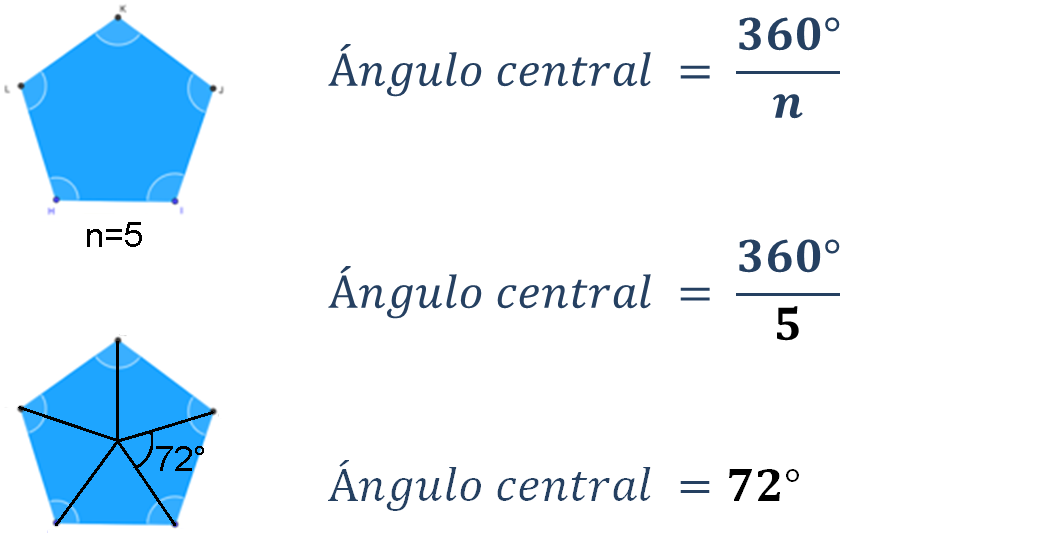 K
L
J
H
I
n=5
Ángulo central = 360° / n
Ángulo central = 360° / 5
72°
Ángulo central = 72°